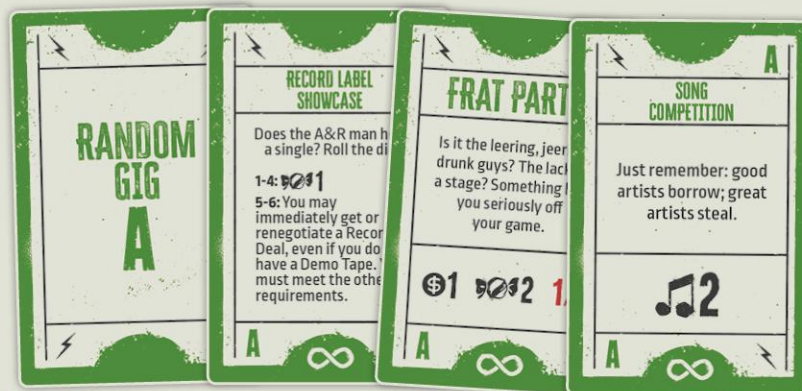 RANDOM
GIG
A
RECORD LABEL
SHOWCASE
Does the A&R man h
a single? Roll the di
1-4: 1
5-6: You may
immediately get or
renegotiate a Recor
Deal, even if you do
have a Demo Tape.
must meet the othe
requirements.
A
FRAT PART
Is it the leering, jeer
drunk guys? The lack
a stage? Something
you seriously off
your game.
$1 2 1
A
A
SONG
COMPETITION
Just remember: good
artists borrow; great
artists steal.
2
A